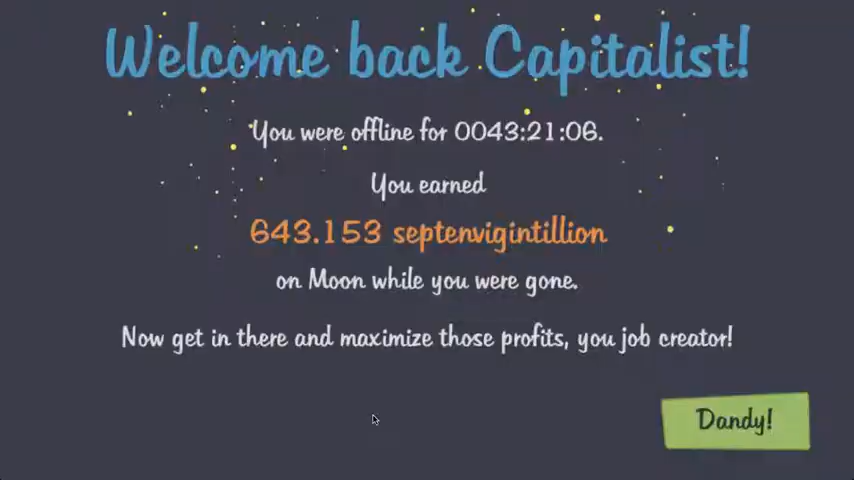 Welcome back Capitalist!
You were offline for 0043:21:06.
You earned
643.153 septenvigintillion
on Moon while you were gone.
Now get in there and maximize those profits, you job creator!
Dandy!